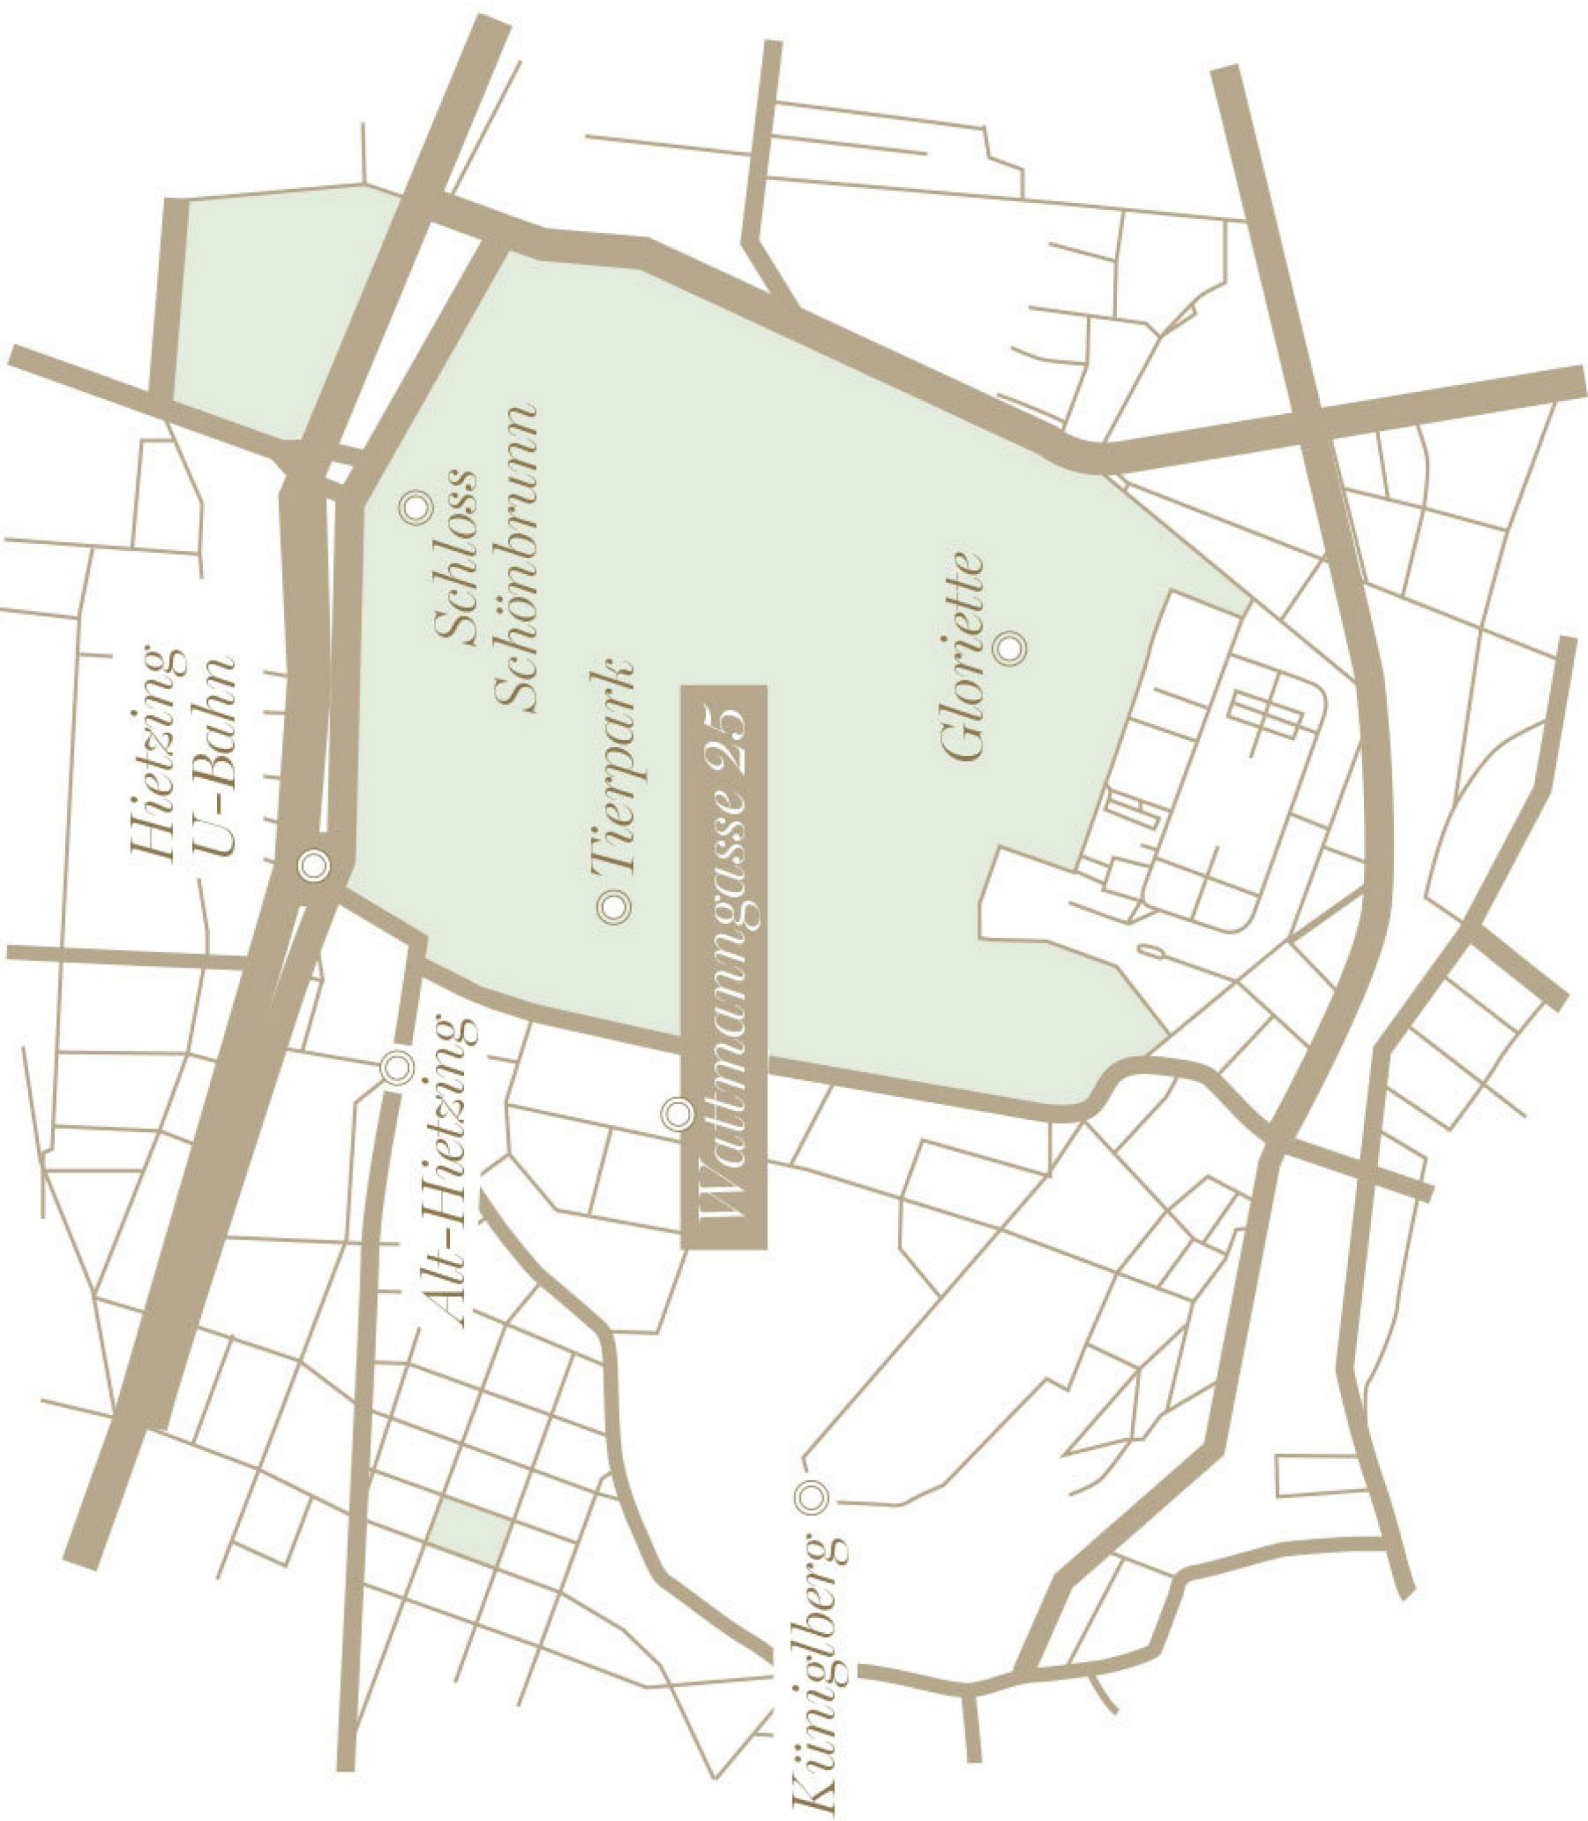 Hietzing
U-Bahn
Schloss
Schönbrunn
Tierpark
Gloriette
Alt-Hietzing
Wattmanngasse 25
Küniglberg